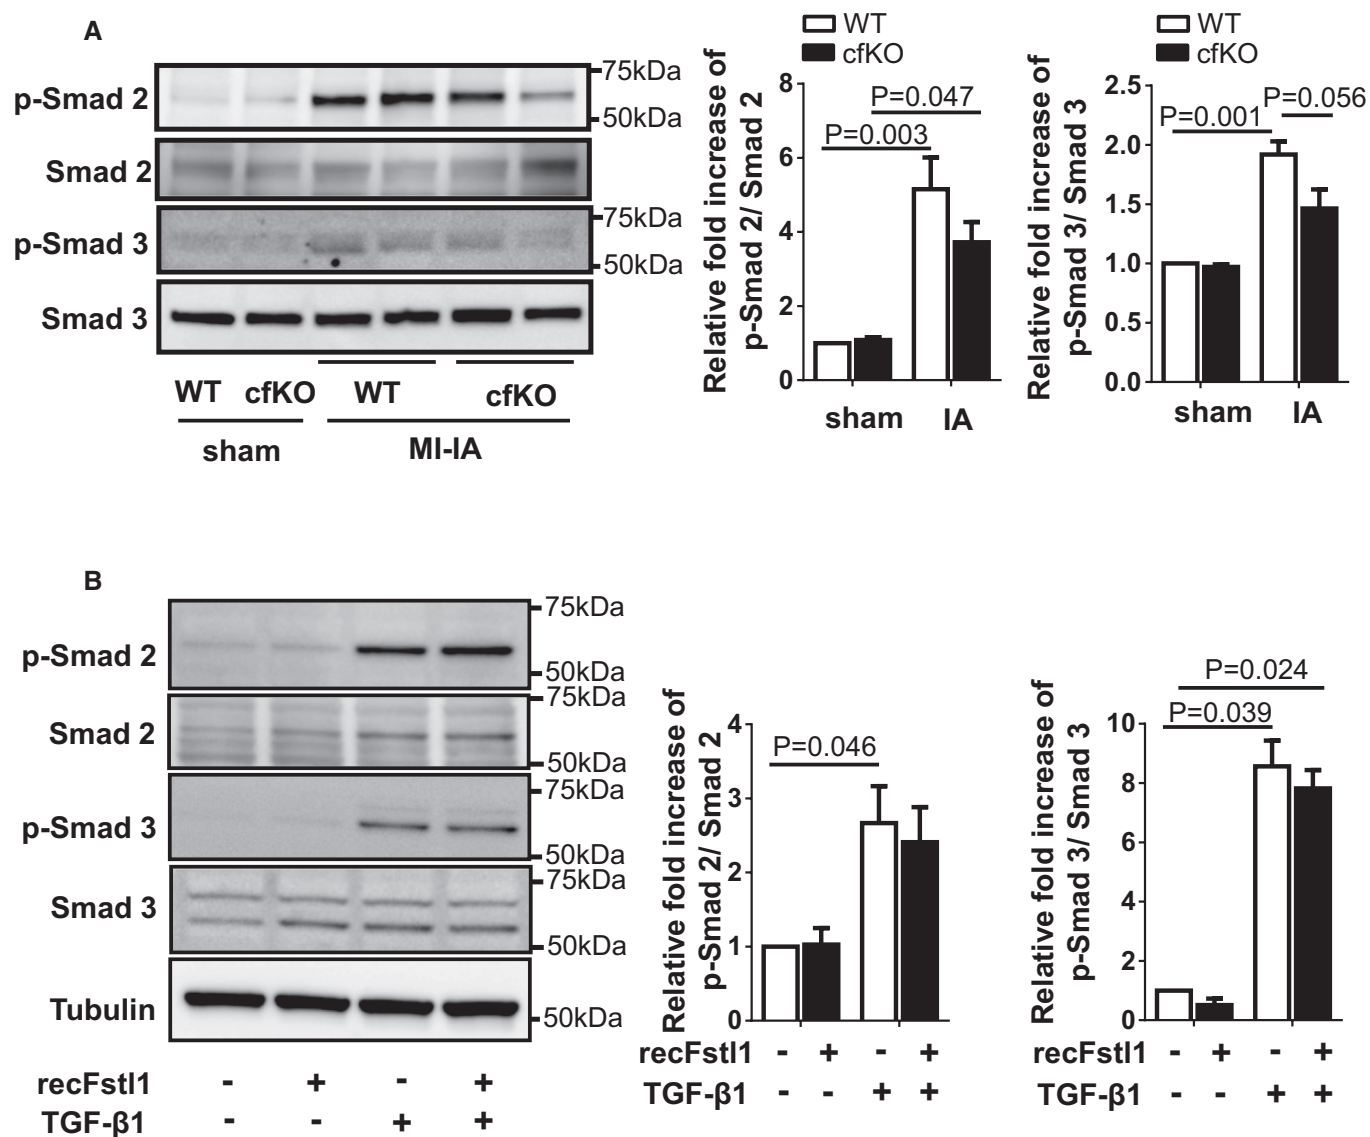 A
p-Smad 2
75kDa
50kDa
Smad 2
p-Smad 3
75kDa
50kDa
Smad 3
WT cfKO WT cfKO
sham MI-IA
WT
cfKO
Relative fold increase of
p-Smad 2/ Smad 2
8
6
4
2
0
P=0.047
P=0.003
sham IA
WT
cfKO
Relative fold increase of
p-Smad 3/ Smad 3
2.5
2.0
1.5
1.0
0.5
0.0
P=0.056
P=0.001
sham IA
B
p-Smad 2
75kDa
50kDa
Smad 2
75kDa
50kDa
p-Smad 3
75kDa
50kDa
Smad 3
75kDa
50kDa
Tubulin
50kDa
recFstl1 - + - +
TGF-β1 - - + +
Relative fold increase of
p-Smad 2/ Smad 2
4
3
2
1
0
P=0.046
recFstl1 - + - +
TGF-β1 - - + +
Relative fold increase of
p-Smad 3/ Smad 3
10
8
6
4
2
0
P=0.024
P=0.039
recFstl1 - + - +
TGF-β1 - - + +